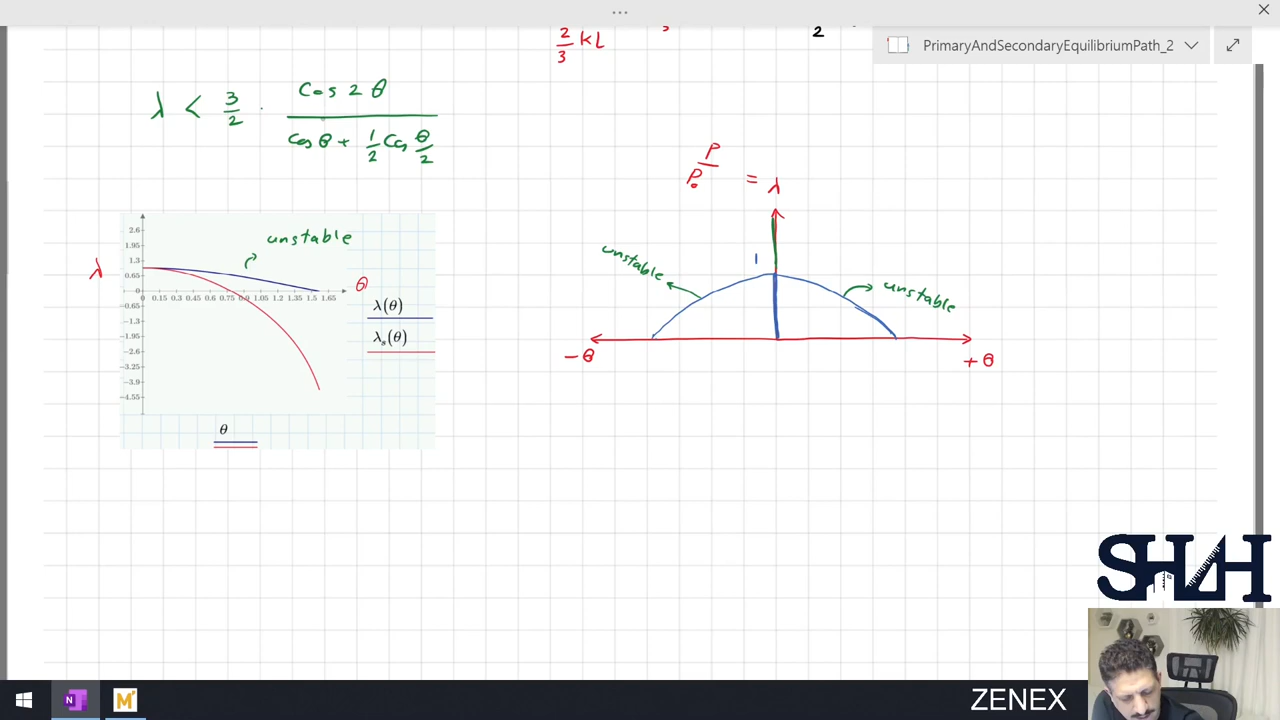 PrimaryAndSecondaryEquilibriumPath_2
2/3 kL
2
λ < 3/2 · Cos 2θ / (Cosθ + 1/2 Cos θ/2)
P/P₀ = λ
unstable
2.6
1.95
1.3
0.65
0
-0.65
-1.3
-1.95
-2.6
-3.25
-3.9
-4.55
0 0.15 0.3 0.45 0.6 0.75 0.9 1.05 1.2 1.35 1.5 1.65
λ
θ
λ(θ)
λₛ(θ)
θ
unstable
1
unstable
-θ
+θ
SHLH
ZENEX